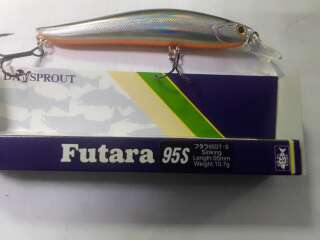 DAYSPROUT
Futara 95S
Sinking
Length 95mm
Weight 10.7g